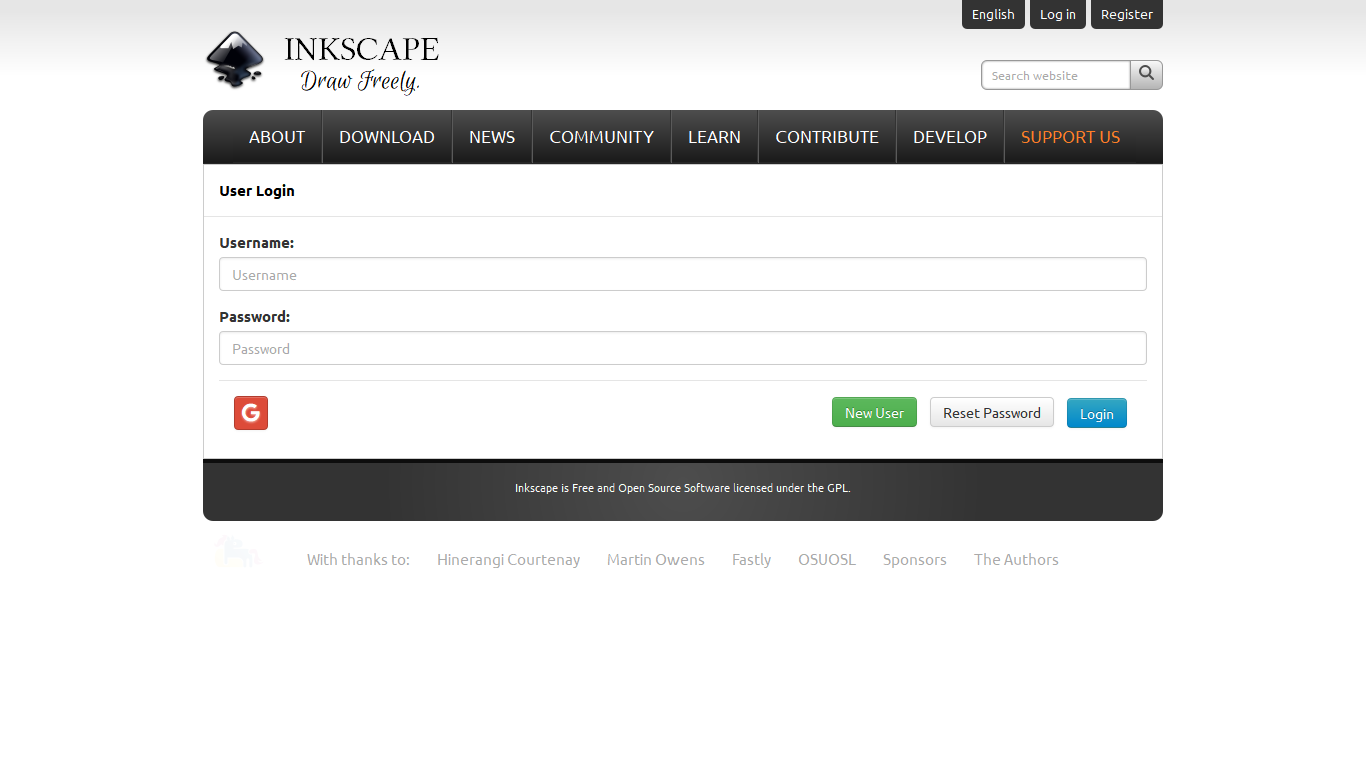 English Log in Register
INKSCAPE
Draw Freely.
Search website
ABOUT DOWNLOAD NEWS COMMUNITY LEARN CONTRIBUTE DEVELOP SUPPORT US
User Login
Username:
Username
Password:
Password
G New User Reset Password Login
Inkscape is Free and Open Source Software licensed under the GPL.
With thanks to: Hinerangi Courtenay Martin Owens Fastly OSUOSL Sponsors The Authors